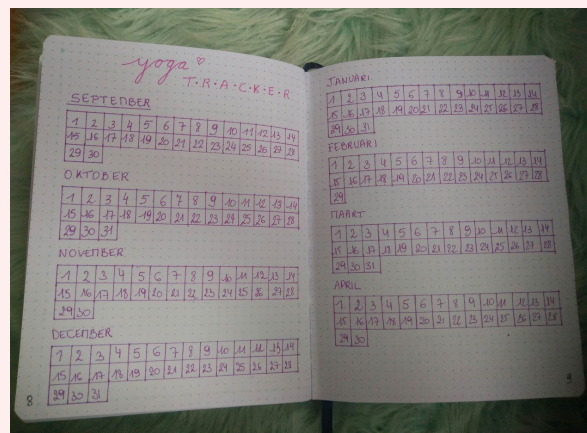 yoga
T·R·A·C·K·E·R
SEPTEMBER
1 2 3 4 5 6 7 8 9 10 11 12 13 14
15 16 17 18 19 20 21 22 23 24 25 26 27 28
29 30
OKTOBER
1 2 3 4 5 6 7 8 9 10 11 12 13 14
15 16 17 18 19 20 21 22 23 24 25 26 27 28
29 30 31
NOVEMBER
1 2 3 4 5 6 7 8 9 10 11 12 13 14
15 16 17 18 19 20 21 22 23 24 25 26 27 28
29 30
DECEMBER
1 2 3 4 5 6 7 8 9 10 11 12 13 14
15 16 17 18 19 20 21 22 23 24 25 26 27 28
29 30 31
8
JANUARI
1 2 3 4 5 6 7 8 9 10 11 12 13 14
15 16 17 18 19 20 21 22 23 24 25 26 27 28
29 30 31
FEBRUARI
1 2 3 4 5 6 7 8 9 10 11 12 13 14
15 16 17 18 19 20 21 22 23 24 25 26 27 28
29
MAART
1 2 3 4 5 6 7 8 9 10 11 12 13 14
15 16 17 18 19 20 21 22 23 24 25 26 27 28
29 30 31
APRIL
1 2 3 4 5 6 7 8 9 10 11 12 13 14
15 16 17 18 19 20 21 22 23 24 25 26 27 28
29 30
9